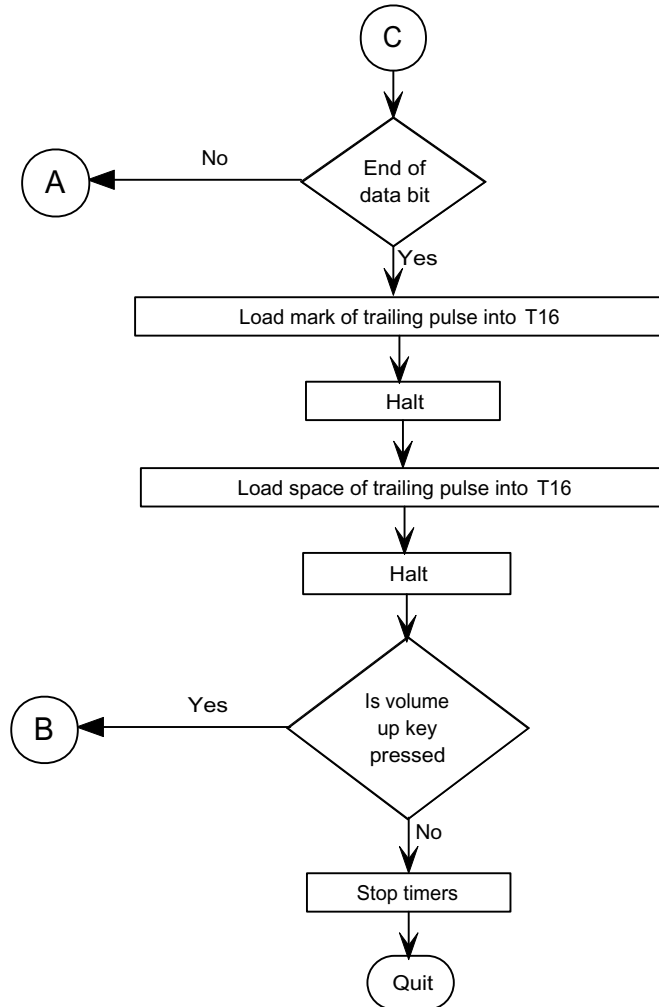 C
No
A
End of
data bit
Yes
Load mark of trailing pulse into T16
Halt
Load space of trailing pulse into T16
Halt
Yes
B
Is volume
up key
pressed
No
Stop timers
Quit